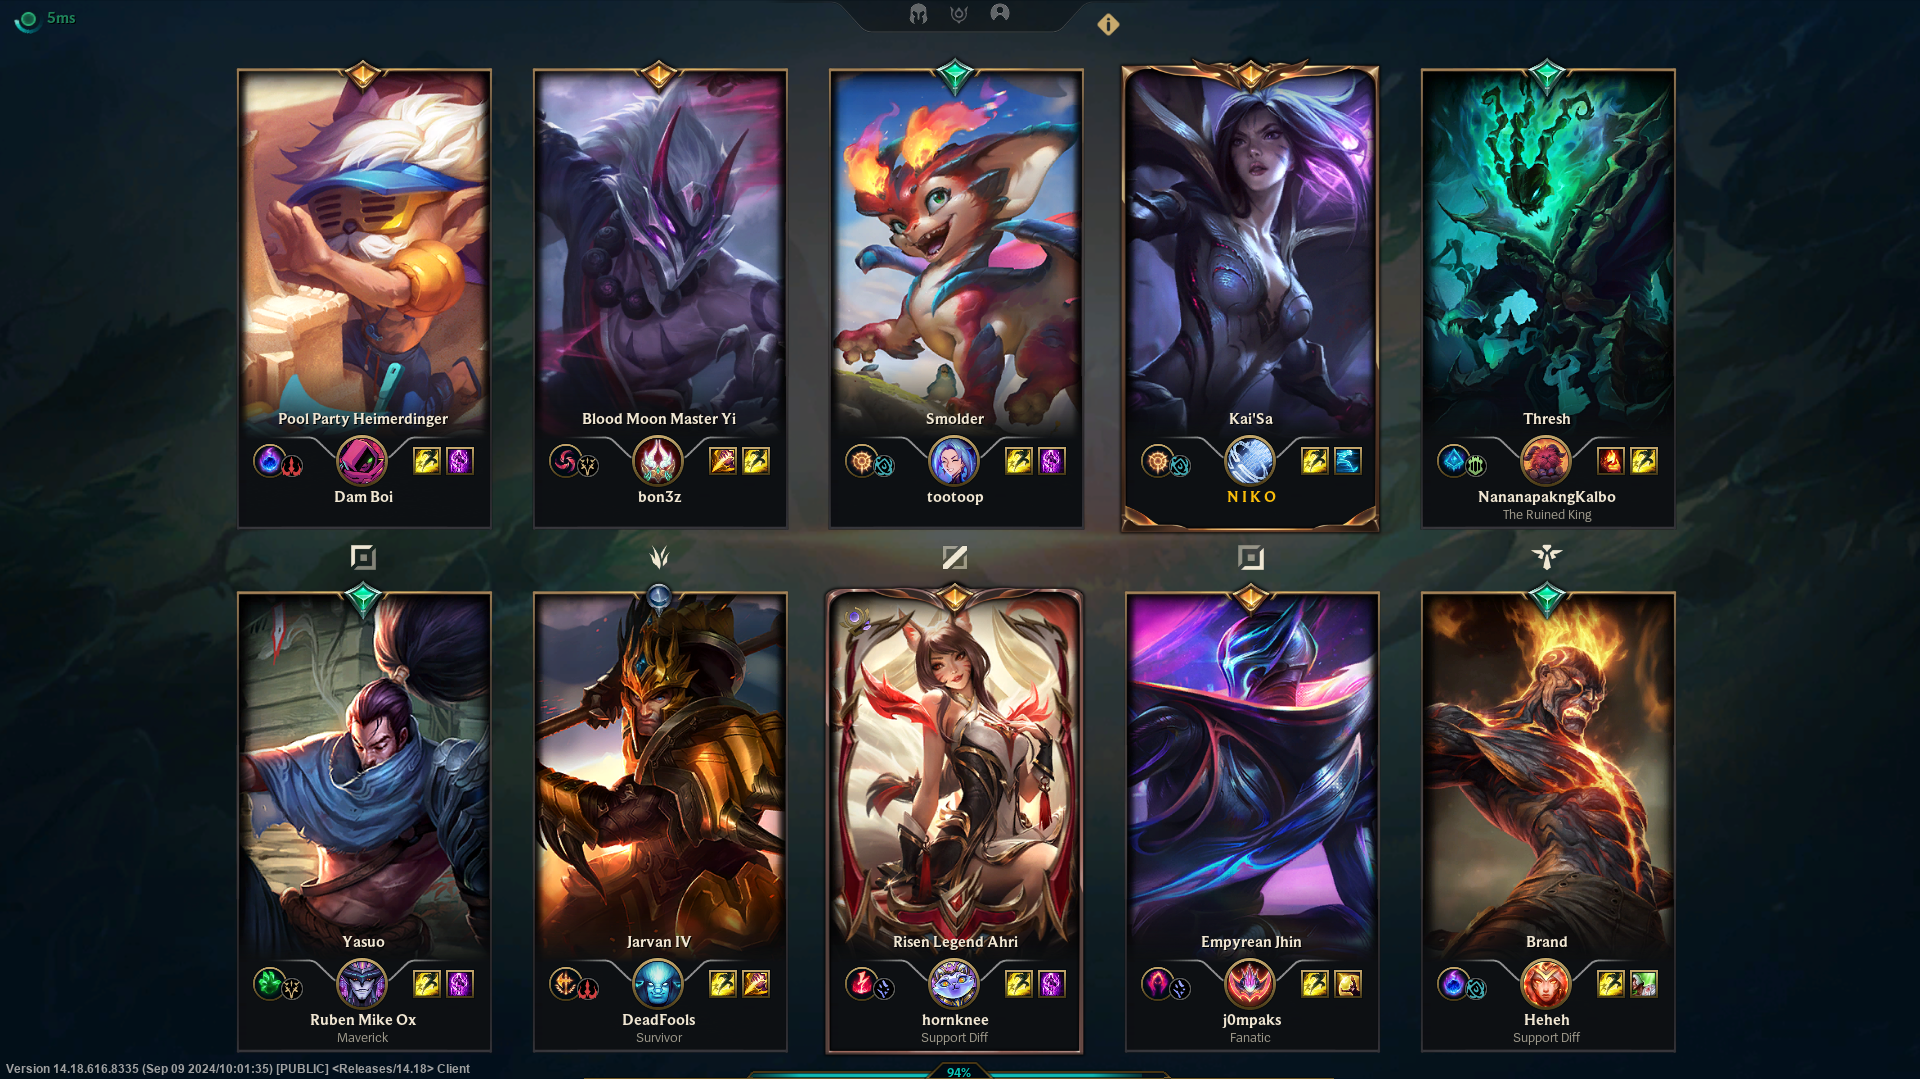 5ms
Pool Party Heimerdinger
Dam Boi
Blood Moon Master Yi
bon3z
Smolder
tootoop
Kai'Sa
N I K O
Thresh
NananapakngKalbo
The Ruined King
Yasuo
Ruben Mike Ox
Maverick
Jarvan IV
DeadFools
Survivor
Risen Legend Ahri
hornknee
Support Diff
Empyrean Jhin
j0mpaks
Fanatic
Brand
Heheh
Support Diff
Version 14.18.616.8335 (Sep 09 2024/10:01:35) [PUBLIC] <Releases/14.18> Client
94%